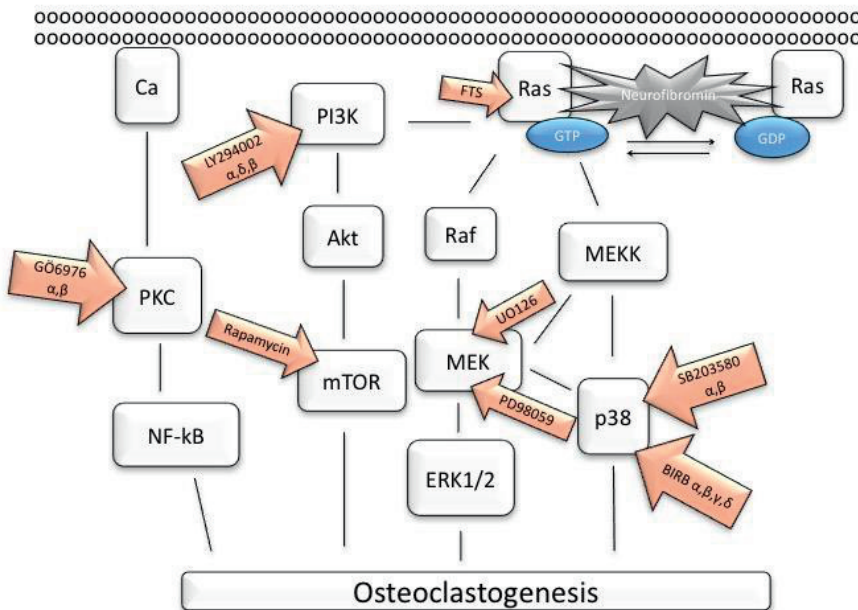 Ca
PI3K
FTS
Ras
Neurofibromin
Ras
GTP
GDP
LY294002
α,δ,β
Akt
Raf
MEKK
GÖ6976
α,β
PKC
Rapamycin
mTOR
UO126
MEK
PD98059
SB203580
α,β
p38
NF-kB
ERK1/2
BIRB α,β,γ,δ
Osteoclastogenesis